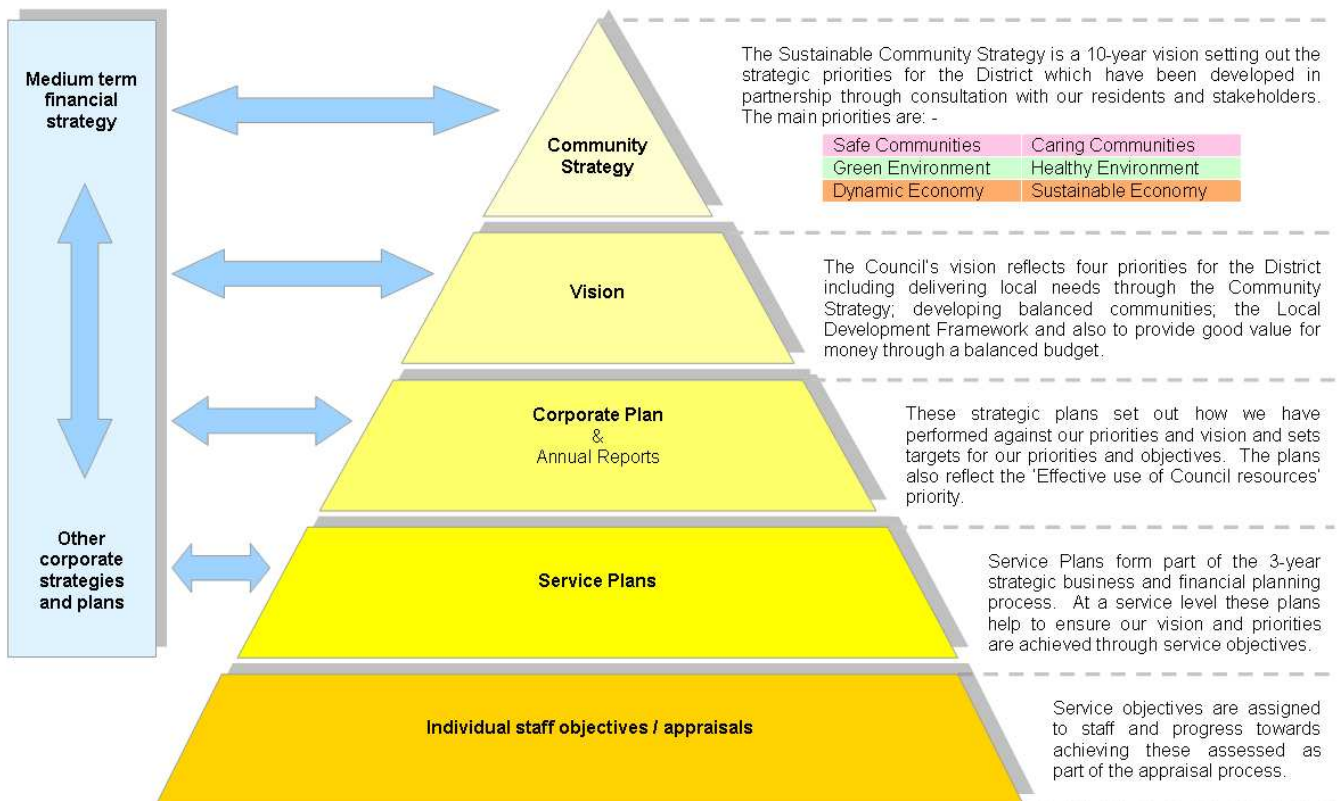 Medium term
financial
strategy
Other
corporate
strategies
and plans
Community
Strategy
The Sustainable Community Strategy is a 10-year vision setting out the
strategic priorities for the District which have been developed in
partnership through consultation with our residents and stakeholders.
The main priorities are: -
Safe Communities Caring Communities
Green Environment Healthy Environment
Dynamic Economy Sustainable Economy
Vision
The Council's vision reflects four priorities for the District
including delivering local needs through the Community
Strategy; developing balanced communities; the Local
Development Framework and also to provide good value for
money through a balanced budget.
Corporate Plan
&
Annual Reports
These strategic plans set out how we have
performed against our priorities and vision and sets
targets for our priorities and objectives. The plans
also reflect the 'Effective use of Council resources'
priority.
Service Plans
Service Plans form part of the 3-year
strategic business and financial planning
process. At a service level these plans
help to ensure our vision and priorities
are achieved through service objectives.
Individual staff objectives / appraisals
Service objectives are assigned
to staff and progress towards
achieving these assessed as
part of the appraisal process.